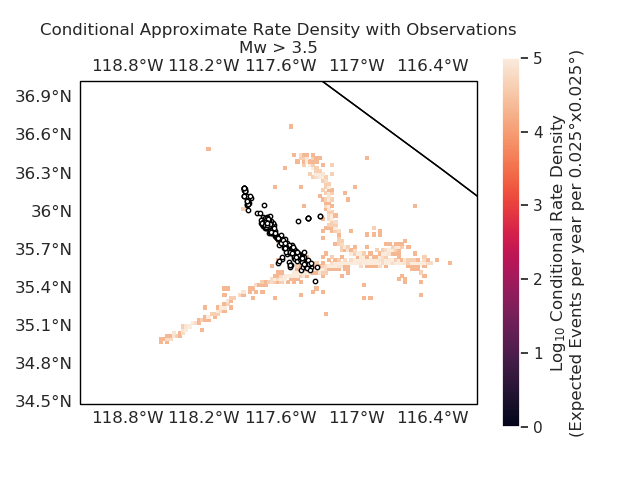 Conditional Approximate Rate Density with Observations
Mw > 3.5
118.8°W 118.2°W 117.6°W 117°W 116.4°W
36.9°N
36.6°N
36.3°N
36°N
35.7°N
35.4°N
35.1°N
34.8°N
34.5°N
118.8°W 118.2°W 117.6°W 117°W 116.4°W
5
4
3
2
1
0
Log₁₀ Conditional Rate Density
(Expected Events per year per 0.025°x0.025°)